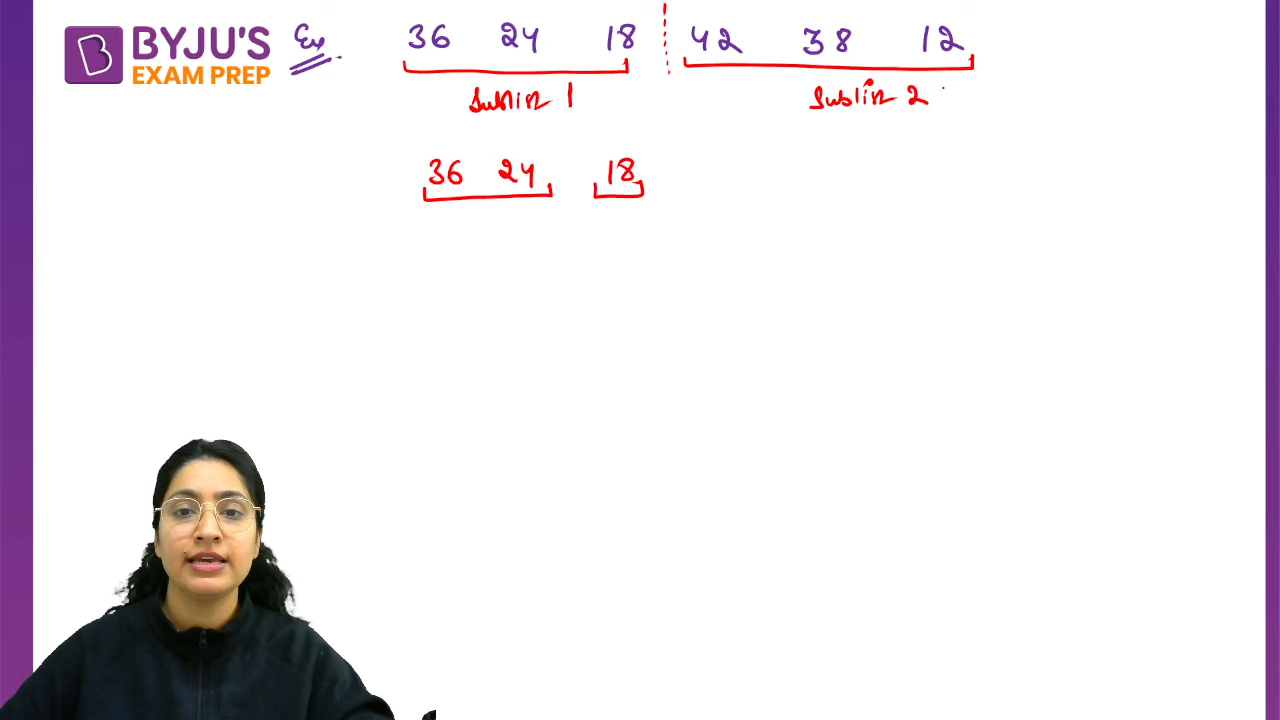 BYJU'S
EXAM PREP
Ex 36 24 18 42 38 12
Sublist 1 Sublist 2
36 24 18